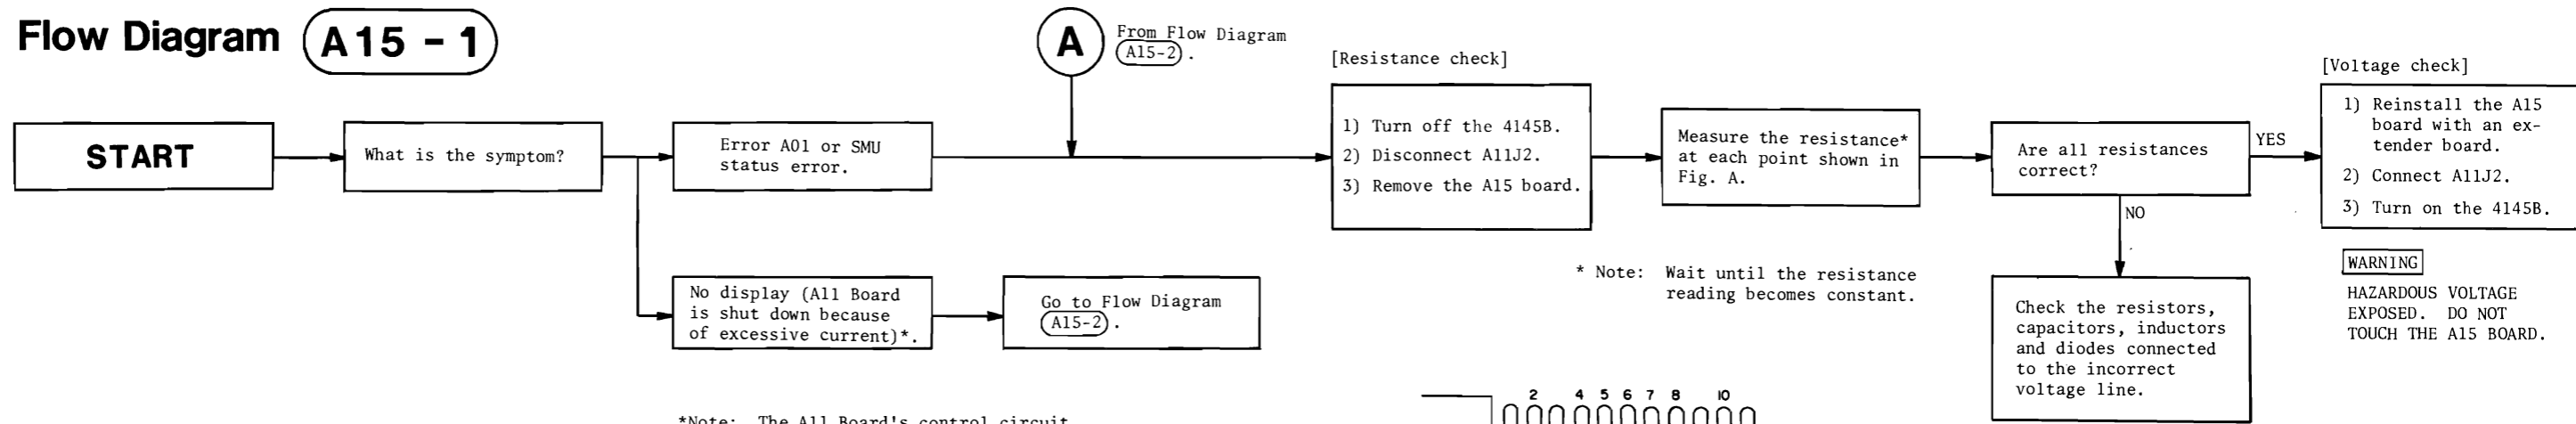 Flow Diagram A15 - 1
A
From Flow Diagram
A15-2 .
START
What is the symptom?
Error A01 or SMU
status error.
No display (A11 Board
is shut down because
of excessive current)*.
Go to Flow Diagram
A15-2 .
*Note: The A11 Board's control circuit
[Resistance check]
1) Turn off the 4145B.
2) Disconnect A11J2.
3) Remove the A15 board.
Measure the resistance*
at each point shown in
Fig. A.
* Note: Wait until the resistance
reading becomes constant.
2 4 5 6 7 8 10
Are all resistances
correct?
YES
NO
Check the resistors,
capacitors, inductors
and diodes connected
to the incorrect
voltage line.
[Voltage check]
1) Reinstall the A15
board with an ex-
tender board.
2) Connect A11J2.
3) Turn on the 4145B.
WARNING
HAZARDOUS VOLTAGE
EXPOSED. DO NOT
TOUCH THE A15 BOARD.